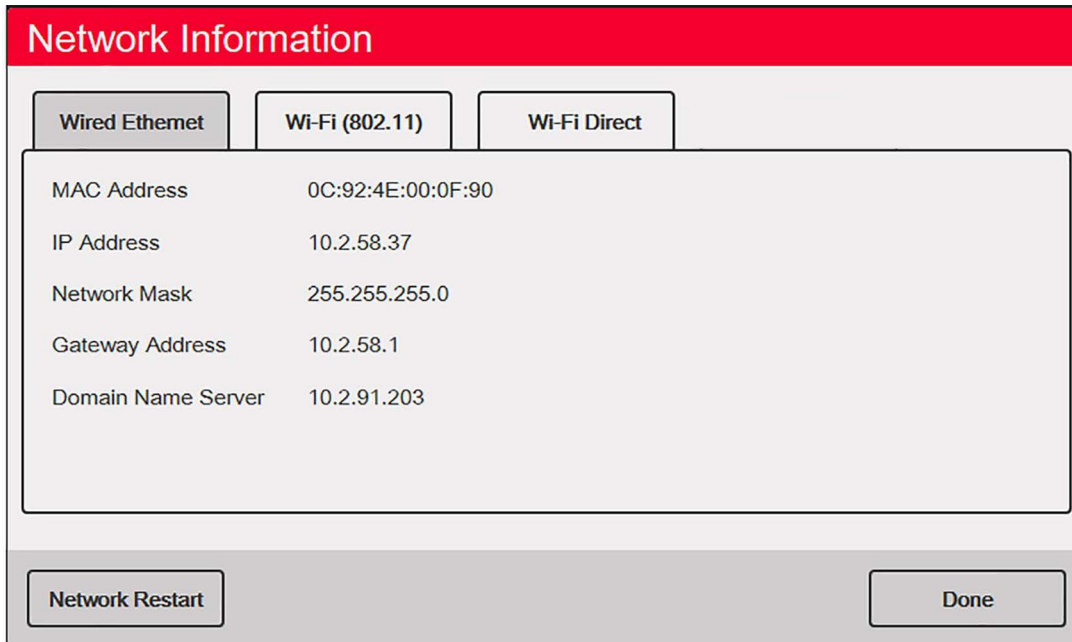 Network Information
Wired Ethernet Wi-Fi (802.11) Wi-Fi Direct
MAC Address 0C:92:4E:00:0F:90
IP Address 10.2.58.37
Network Mask 255.255.255.0
Gateway Address 10.2.58.1
Domain Name Server 10.2.91.203
Network Restart Done